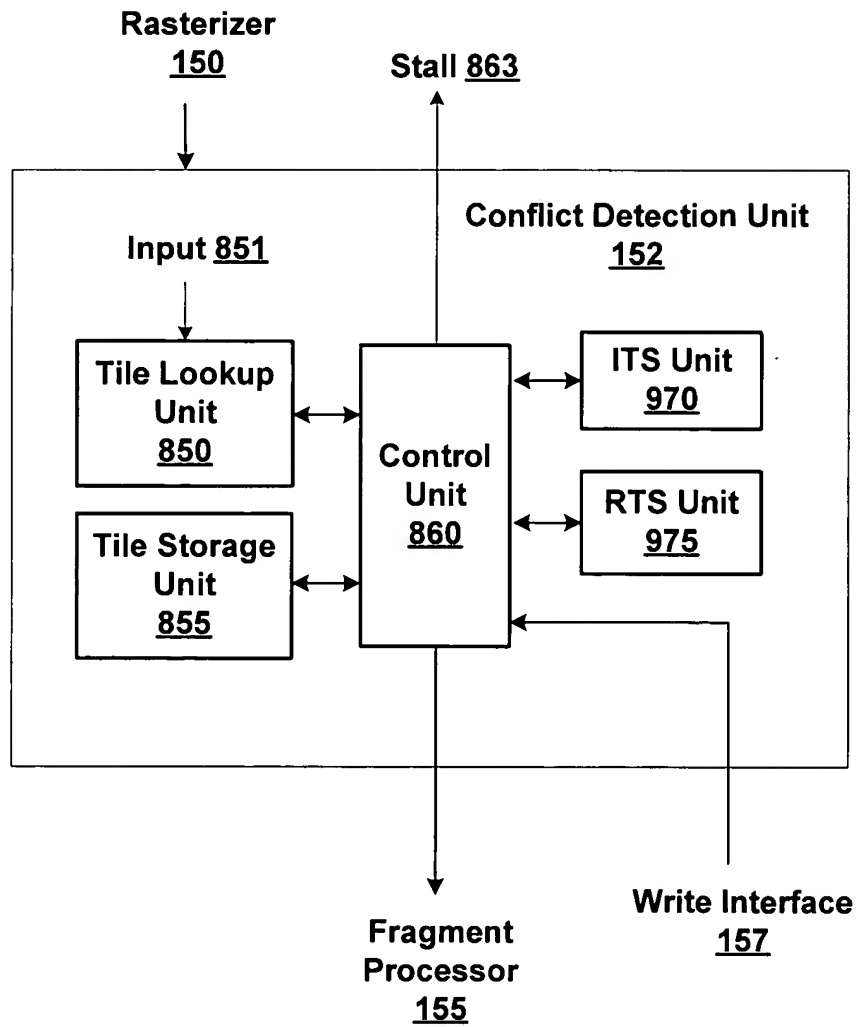 Rasterizer
150
Stall 863
Conflict Detection Unit
152
Input 851
Tile Lookup
Unit
850
ITS Unit
970
Control
Unit
860
RTS Unit
975
Tile Storage
Unit
855
Fragment
Processor
155
Write Interface
157